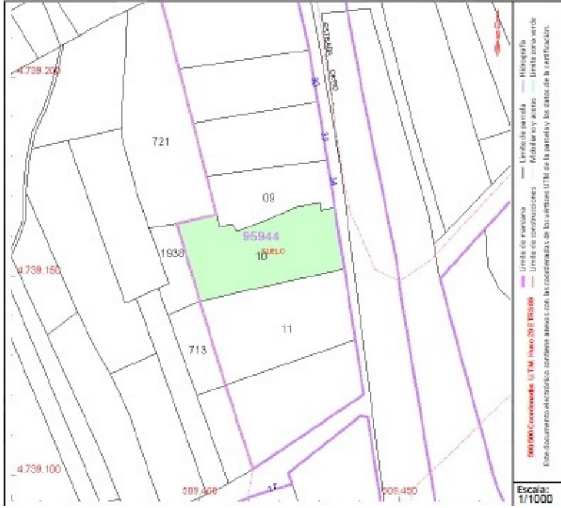 4.739.200
721
09
95944
SUELO
10
1938
4.739.150
11
713
4.739.100
509.400
509.450
Límite de manzana
Límite de parcela
Hidrografía
Límite de construcciones
Mobiliario y aceras
Límite zona verde
Coordenadas U.T.M. Huso 29 ETRS89
Este documento electrónico contiene anexo con las coordenadas de los vértices UTM de la parcela y los datos de la certificación.
Escala:
1/1000